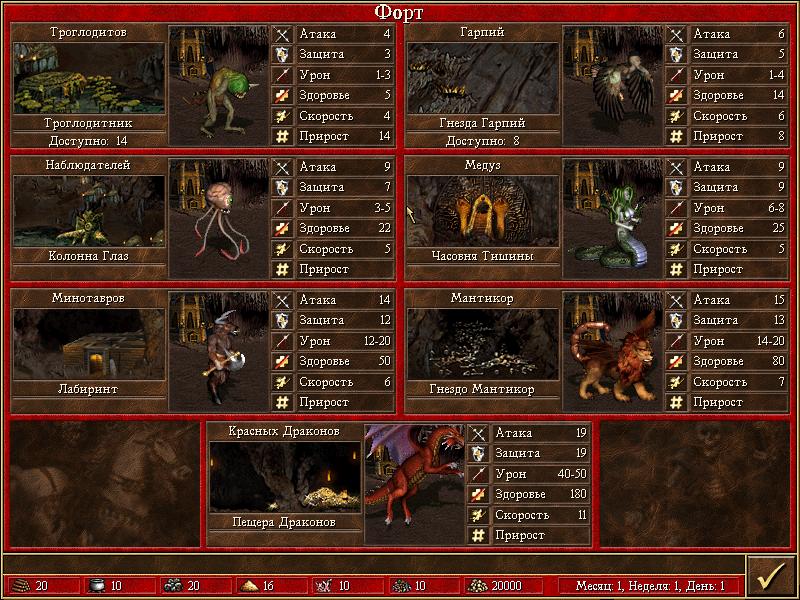 Форт
Троглодитов
Атака 4
Защита 3
Урон 1-3
Здоровье 5
Скорость 4
Прирост 14
Троглодитник
Доступно: 14
Гарпий
Атака 6
Защита 5
Урон 1-4
Здоровье 14
Скорость 6
Прирост 8
Гнезда Гарпий
Доступно: 8
Наблюдателей
Атака 9
Защита 7
Урон 3-5
Здоровье 22
Скорость 5
Прирост
Колонна Глаз
Медуз
Атака 9
Защита 9
Урон 6-8
Здоровье 25
Скорость 5
Прирост
Часовня Тишины
Минотавров
Атака 14
Защита 12
Урон 12-20
Здоровье 50
Скорость 6
Прирост
Лабиринт
Мантикор
Атака 15
Защита 13
Урон 14-20
Здоровье 80
Скорость 7
Прирост
Гнездо Мантикор
Красных Драконов
Атака 19
Защита 19
Урон 40-50
Здоровье 180
Скорость 11
Прирост
Пещера Драконов
20 10 20 16 10 10 20000 Месяц: 1, Неделя: 1, День: 1